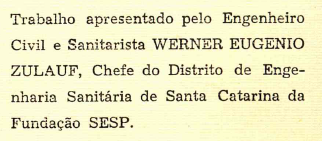 Trabalho apresentado pelo Engenheiro
Civil e Sanitarista WERNER EUGENIO
ZULAUF, Chefe do Distrito de Enge-
nharia Sanitária de Santa Catarina da
Fundação SESP.